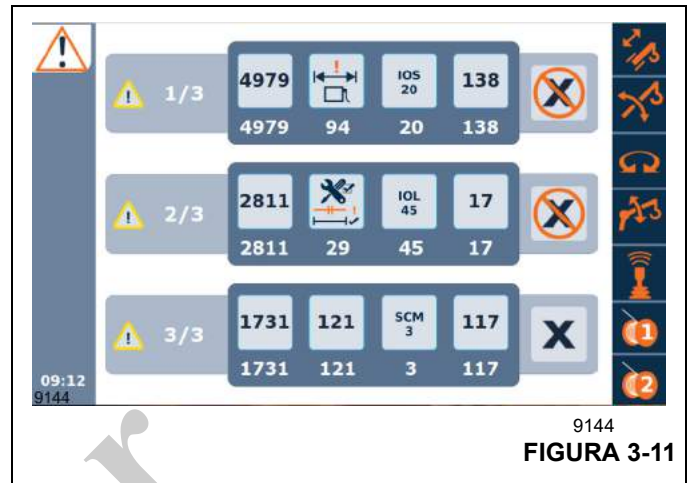 1/3 4979 IOS 20 138
4979 94 20 138
2/3 2811 IOL 45 17 
2811 29 45 17
3/3 1731 121 SCM 3 117 X
1731 121 3 117
1
2
09:12
9144
9144
FIGURA 3-11